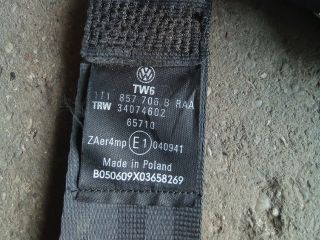 TW6
1T1 857 706 B RAA
TRW 34074602
65710
ZAer4mp E1 040941
Made in Poland
B050609X03658269